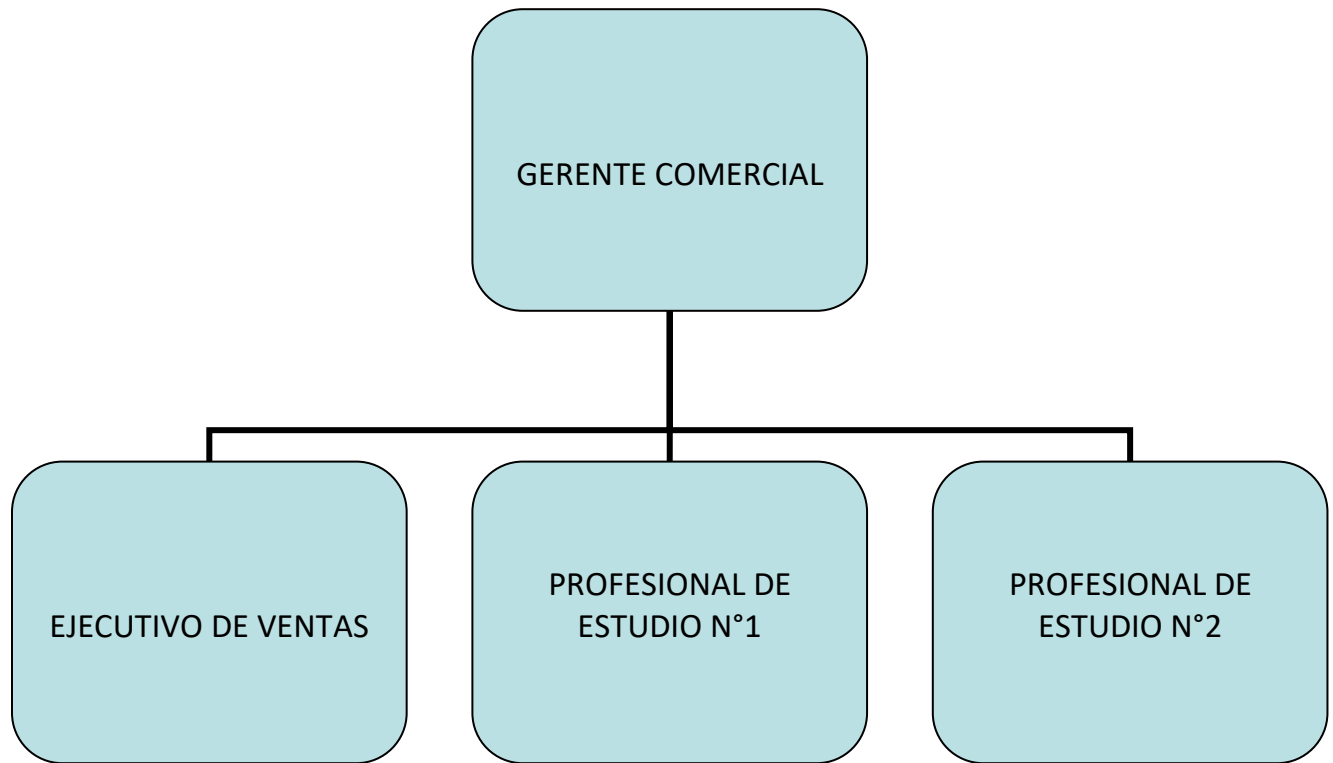 GERENTE COMERCIAL
EJECUTIVO DE VENTAS
PROFESIONAL DE
ESTUDIO N°1
PROFESIONAL DE
ESTUDIO N°2